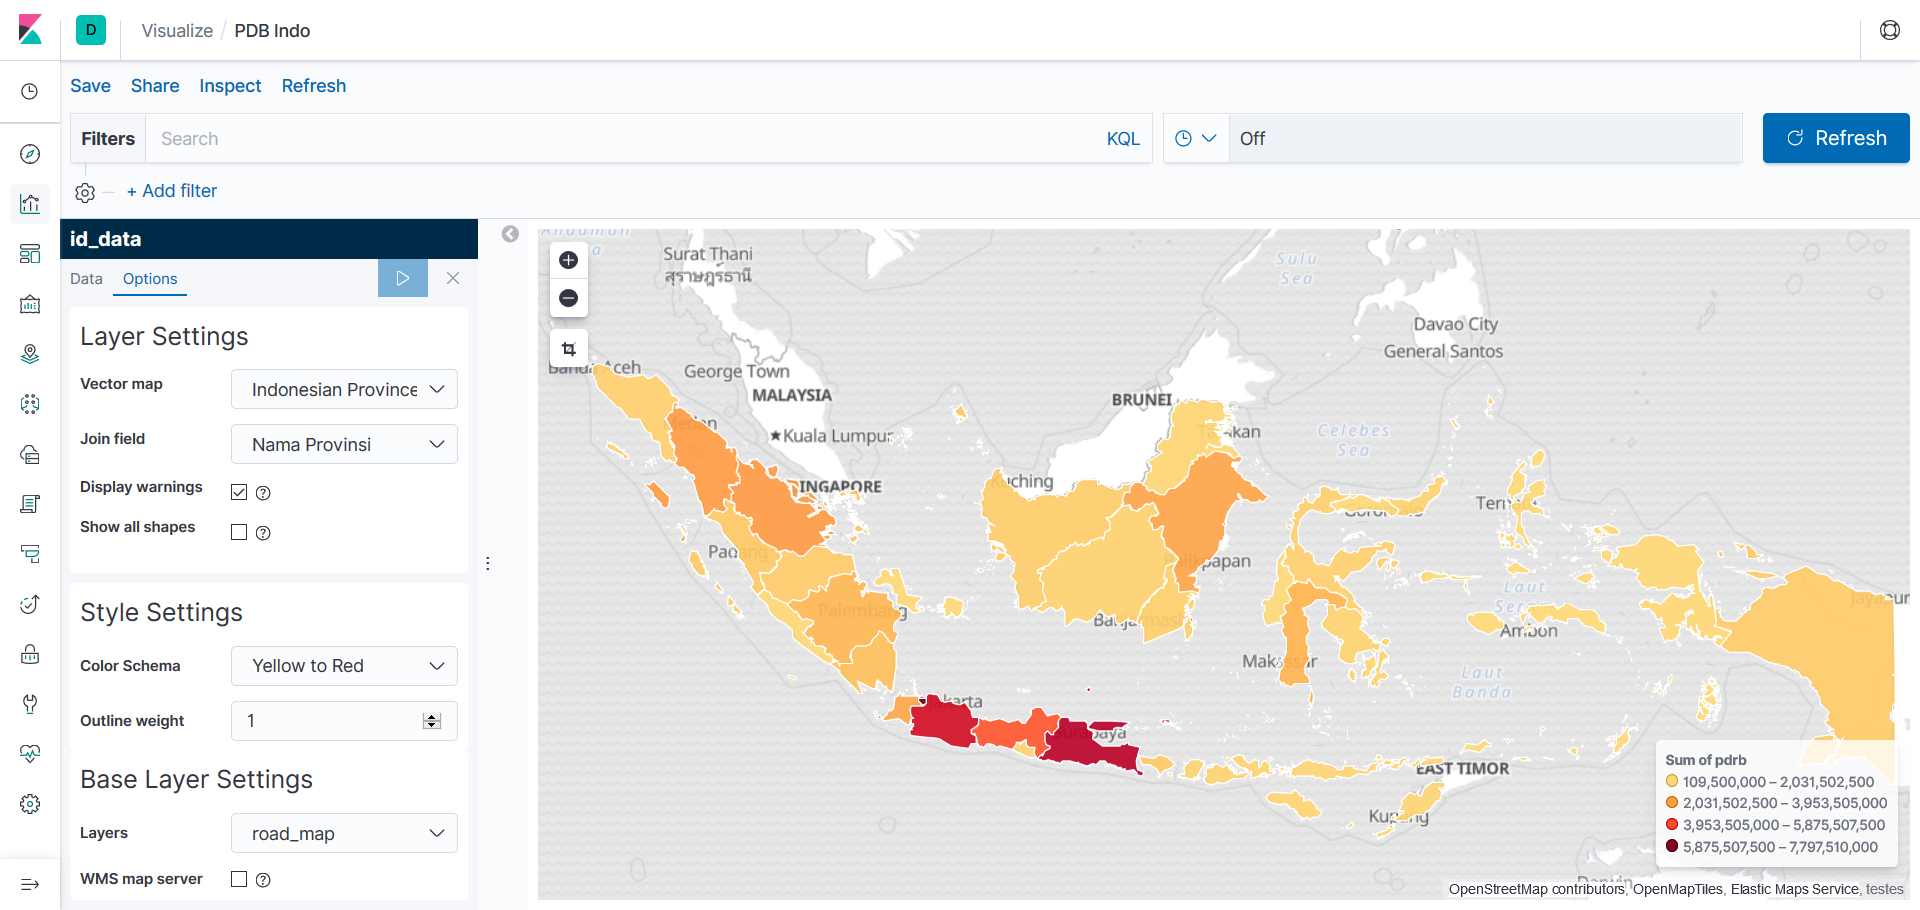 D
Visualize / PDB Indo
Save Share Inspect Refresh
Filters Search KQL Off Refresh
+ Add filter
id_data
Data Options
Layer Settings
Vector map Indonesian Province
Join field Nama Provinsi
Display warnings
Show all shapes
Style Settings
Color Schema Yellow to Red
Outline weight 1
Base Layer Settings
Layers road_map
WMS map server
Surat Thani
สุราษฎร์ธานี
Sulu
Sea
Davao City
General Santos
Banda Aceh
George Town
MALAYSIA
BRUNEI
Medan
Kuala Lumpur
Tarakan
Celebes
Sea
Kuching
INGAPORE
Gorontalo
Padang
Balikpapan
Laut
Jayapur
Palembang
Banjarmasi
Ambon
Makassar
Laut
Banda
Jakarta
Surabaya
EAST TIMOR
Kupang
Darwin
Sum of pdrb
109,500,000 – 2,031,502,500
2,031,502,500 – 3,953,505,000
3,953,505,000 – 5,875,507,500
5,875,507,500 – 7,797,510,000
OpenStreetMap contributors, OpenMapTiles, Elastic Maps Service, testes